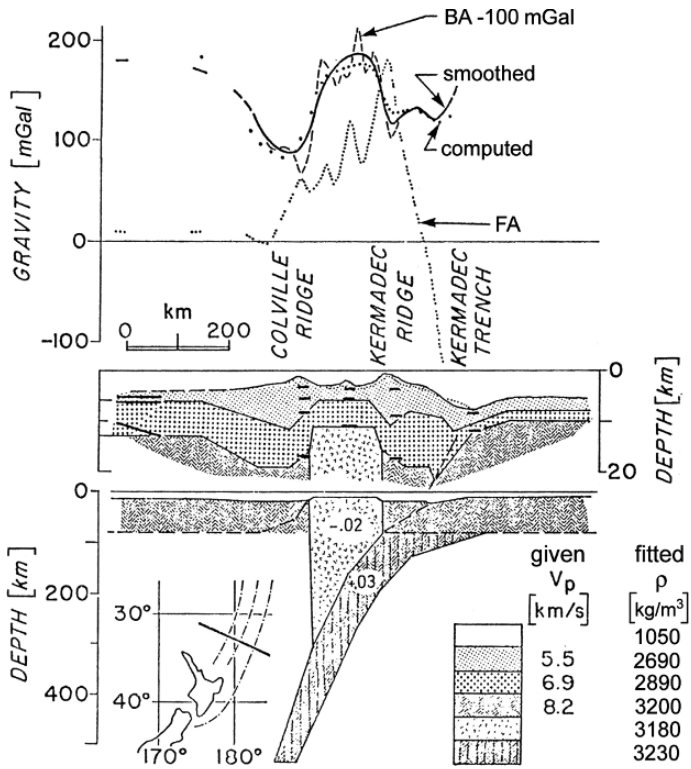 BA -100 mGal
200
smoothed
100
computed
GRAVITY [mGal]
FA
0
km
0 200
-100
COLVILLE
RIDGE
KERMADEC
RIDGE
KERMADEC
TRENCH
0
20
DEPTH [km]
0
-.02
.03
200
400
DEPTH [km]
30°
40°
170° 180°
given fitted
Vp ρ
[km/s] [kg/m³]
1050
5.5 2690
6.9 2890
8.2 3200
3180
3230